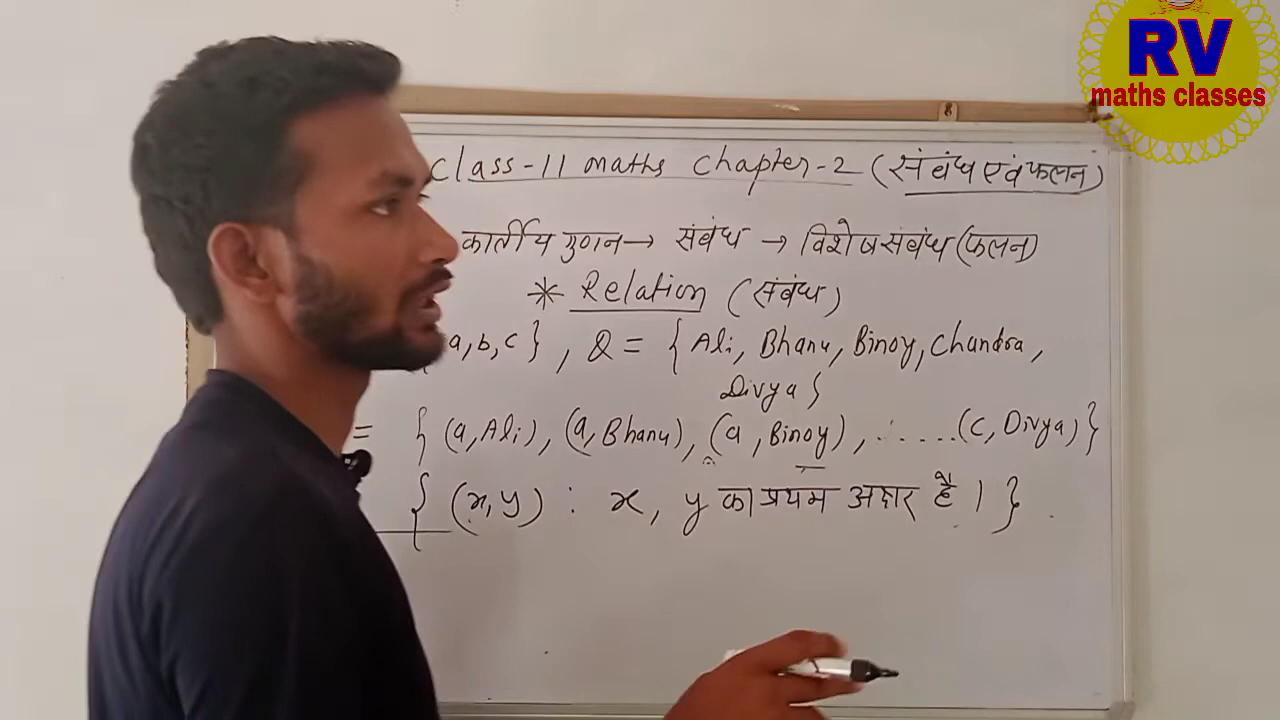 RV
maths classes
Class-11 maths Chapter-2 (संबंध एवं फलन)
कार्तीय गुणन → संबंध → विशेष संबंध (फलन)
* Relation (संबंध)
a, b, c } , Q = { Ali, Bhanu, Binoy, Chandra,
Divya }
= { (a, Ali), (a, Bhanu), (a, Binoy), ...... (c, Divya) }
{ (x, y) : x, y का प्रथम अक्षर है । }